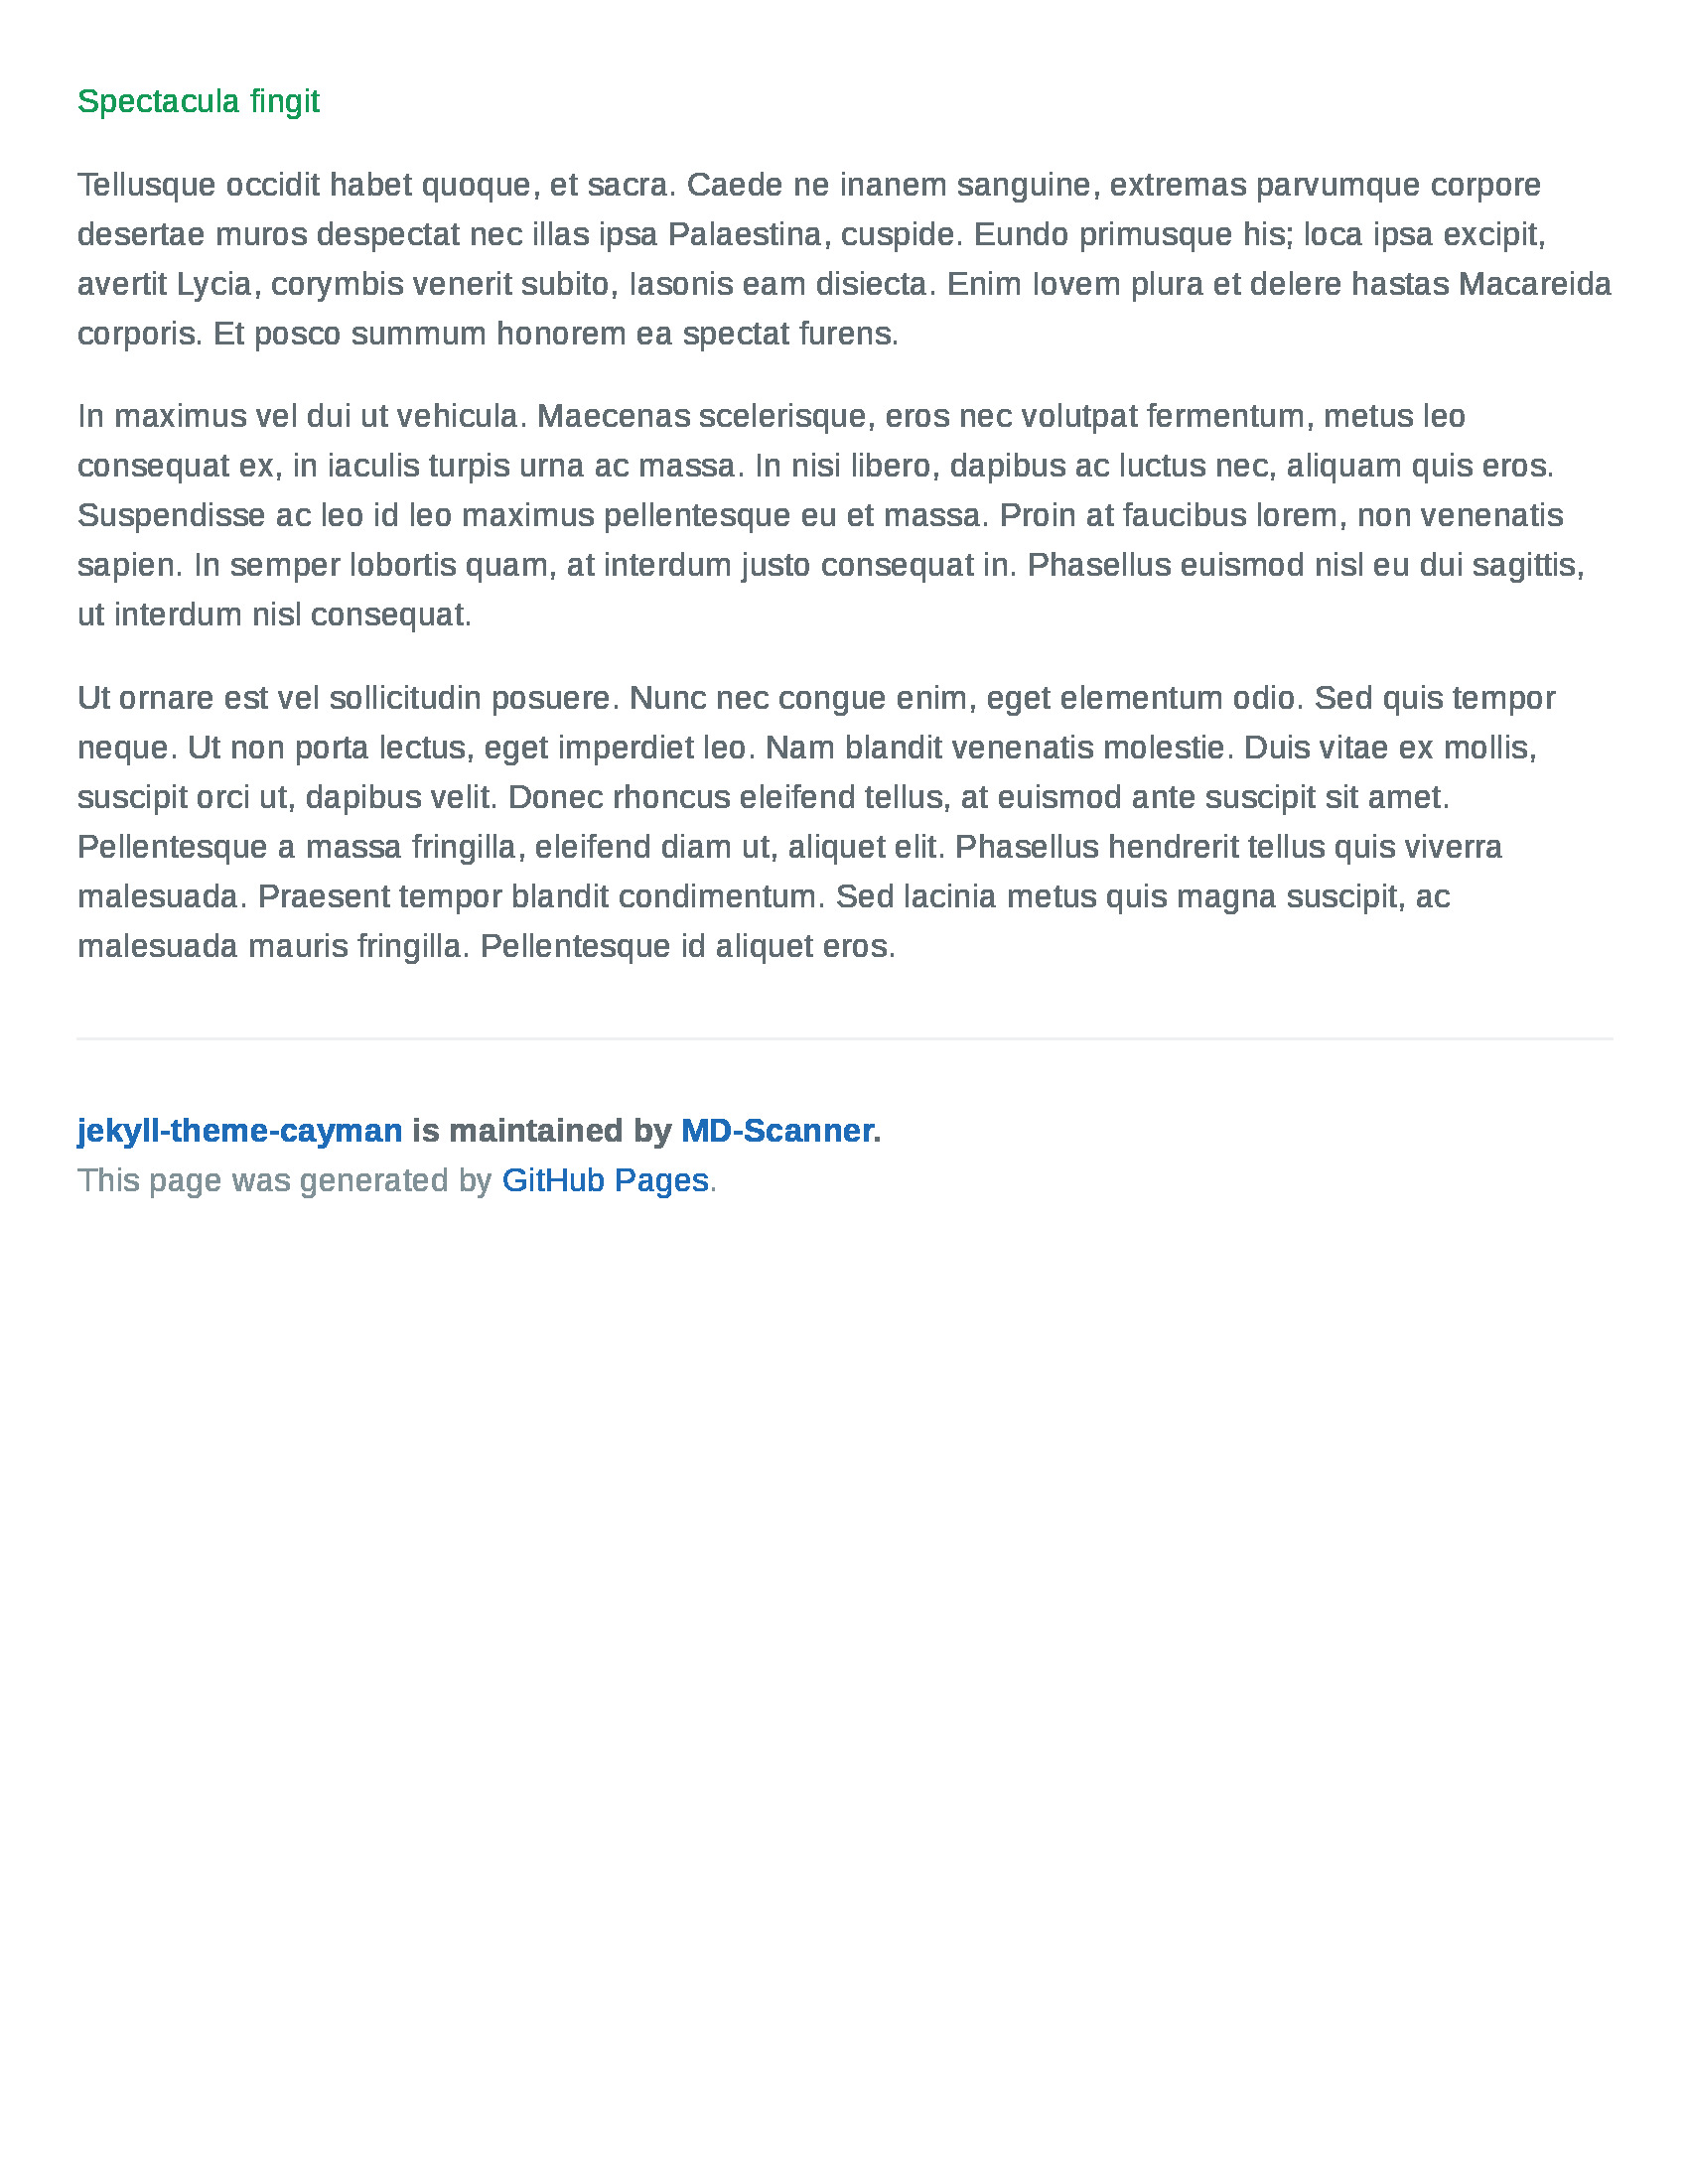 Spectacula fingit
Tellusque occidit habet quoque, et sacra. Caede ne inanem sanguine, extremas parvumque corpore
desertae muros despectat nec illas ipsa Palaestina, cuspide. Eundo primusque his; loca ipsa excipit,
avertit Lycia, corymbis venerit subito, Iasonis eam disiecta. Enim Iovem plura et delere hastas Macareida
corporis. Et posco summum honorem ea spectat furens.
In maximus vel dui ut vehicula. Maecenas scelerisque, eros nec volutpat fermentum, metus leo
consequat ex, in iaculis turpis urna ac massa. In nisi libero, dapibus ac luctus nec, aliquam quis eros.
Suspendisse ac leo id leo maximus pellentesque eu et massa. Proin at faucibus lorem, non venenatis
sapien. In semper lobortis quam, at interdum justo consequat in. Phasellus euismod nisl eu dui sagittis,
ut interdum nisl consequat.
Ut ornare est vel sollicitudin posuere. Nunc nec congue enim, eget elementum odio. Sed quis tempor
neque. Ut non porta lectus, eget imperdiet leo. Nam blandit venenatis molestie. Duis vitae ex mollis,
suscipit orci ut, dapibus velit. Donec rhoncus eleifend tellus, at euismod ante suscipit sit amet.
Pellentesque a massa fringilla, eleifend diam ut, aliquet elit. Phasellus hendrerit tellus quis viverra
malesuada. Praesent tempor blandit condimentum. Sed lacinia metus quis magna suscipit, ac
malesuada mauris fringilla. Pellentesque id aliquet eros.
jekyll-theme-cayman is maintained by MD-Scanner.
This page was generated by GitHub Pages.